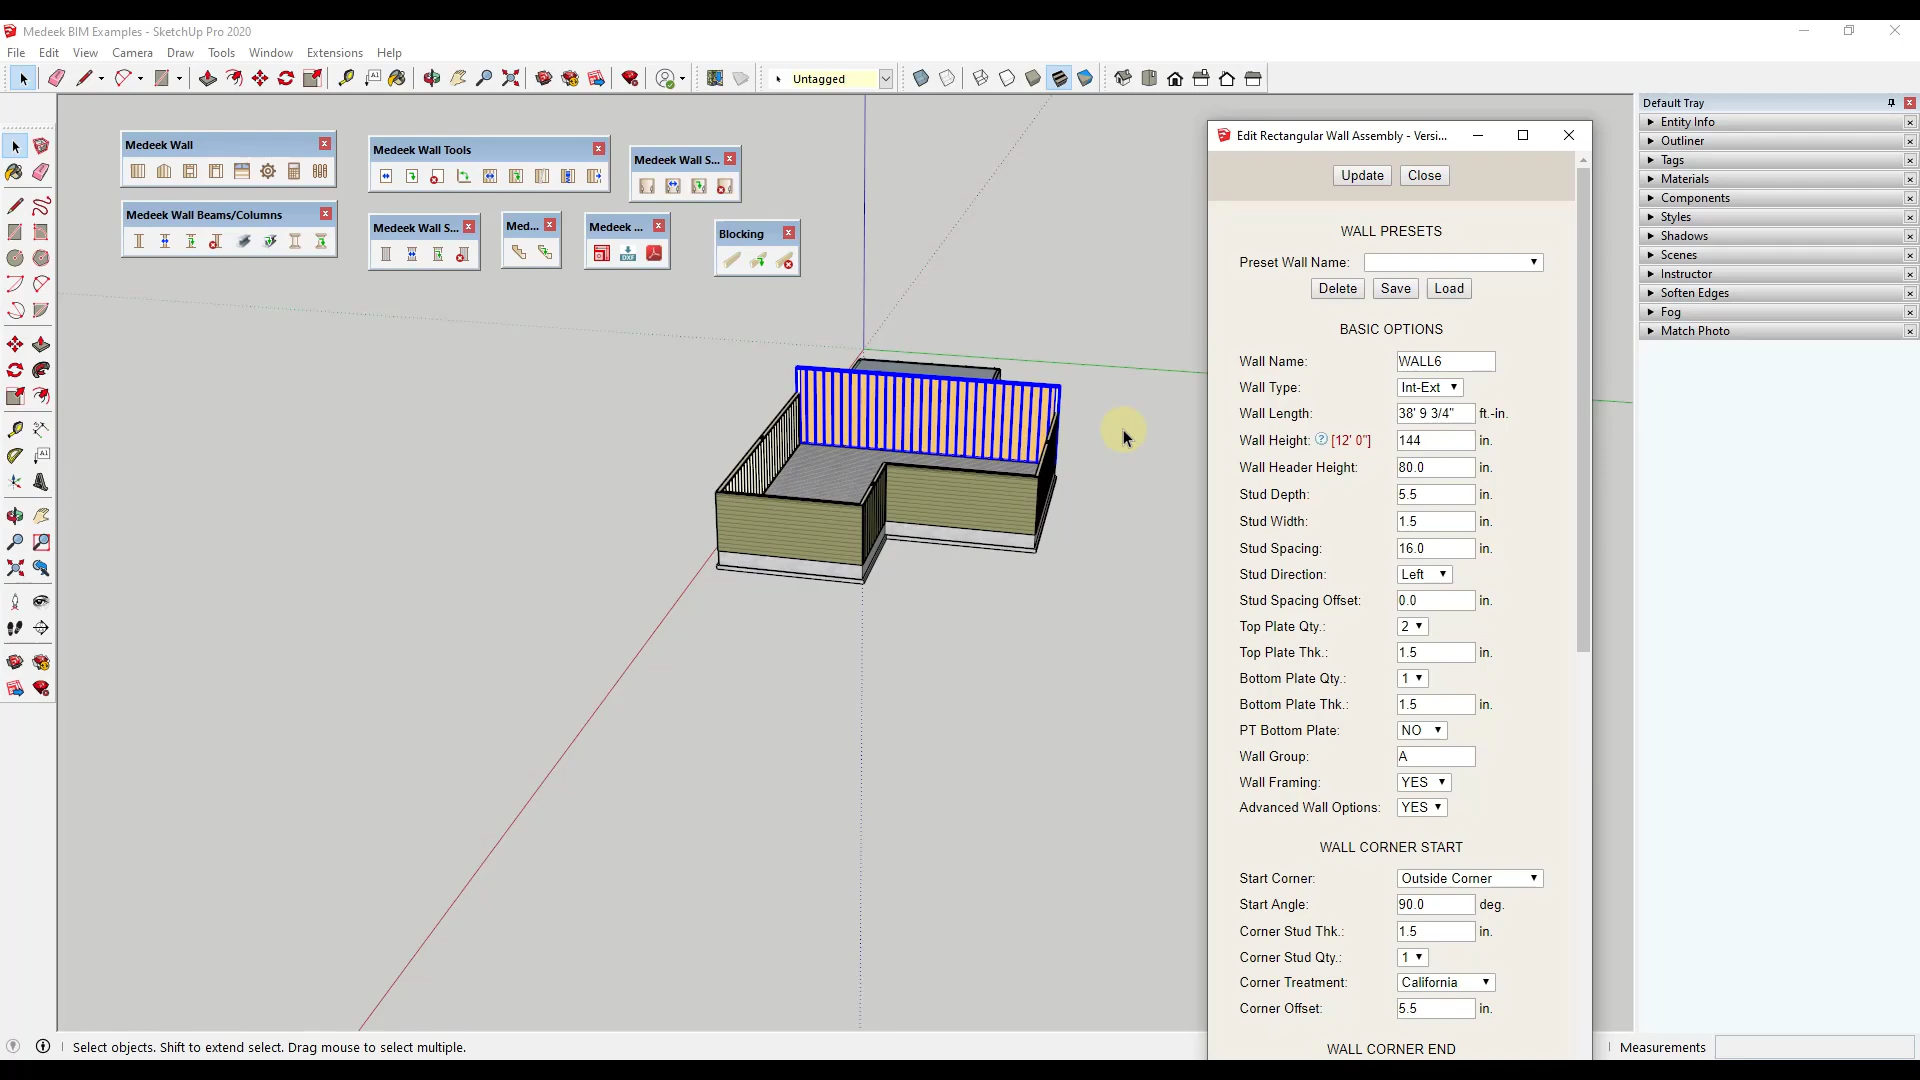 Medeek BIM Examples - SketchUp Pro 2020
File Edit View Camera Draw Tools Window Extensions Help
Untagged
Medeek Wall
Medeek Wall Tools
Medeek Wall S...
Medeek Wall Beams/Columns
Medeek Wall S...
Med...
Medeek ...
DXF
Blocking
Edit Rectangular Wall Assembly - Versi...
Update Close
WALL PRESETS
Preset Wall Name:
Delete Save Load
BASIC OPTIONS
Wall Name: WALL6
Wall Type: Int-Ext
Wall Length: 38' 9 3/4" ft.-in.
Wall Height: ? [12' 0"] 144 in.
Wall Header Height: 80.0 in.
Stud Depth: 5.5 in.
Stud Width: 1.5 in.
Stud Spacing: 16.0 in.
Stud Direction: Left
Stud Spacing Offset: 0.0 in.
Top Plate Qty.: 2
Top Plate Thk.: 1.5 in.
Bottom Plate Qty.: 1
Bottom Plate Thk.: 1.5 in.
PT Bottom Plate: NO
Wall Group: A
Wall Framing: YES
Advanced Wall Options: YES
WALL CORNER START
Start Corner: Outside Corner
Start Angle: 90.0 deg.
Corner Stud Thk.: 1.5 in.
Corner Stud Qty.: 1
Corner Treatment: California
Corner Offset: 5.5 in.
WALL CORNER END
Default Tray
Entity Info
Outliner
Tags
Materials
Components
Styles
Shadows
Scenes
Instructor
Soften Edges
Fog
Match Photo
Select objects. Shift to extend select. Drag mouse to select multiple.
Measurements